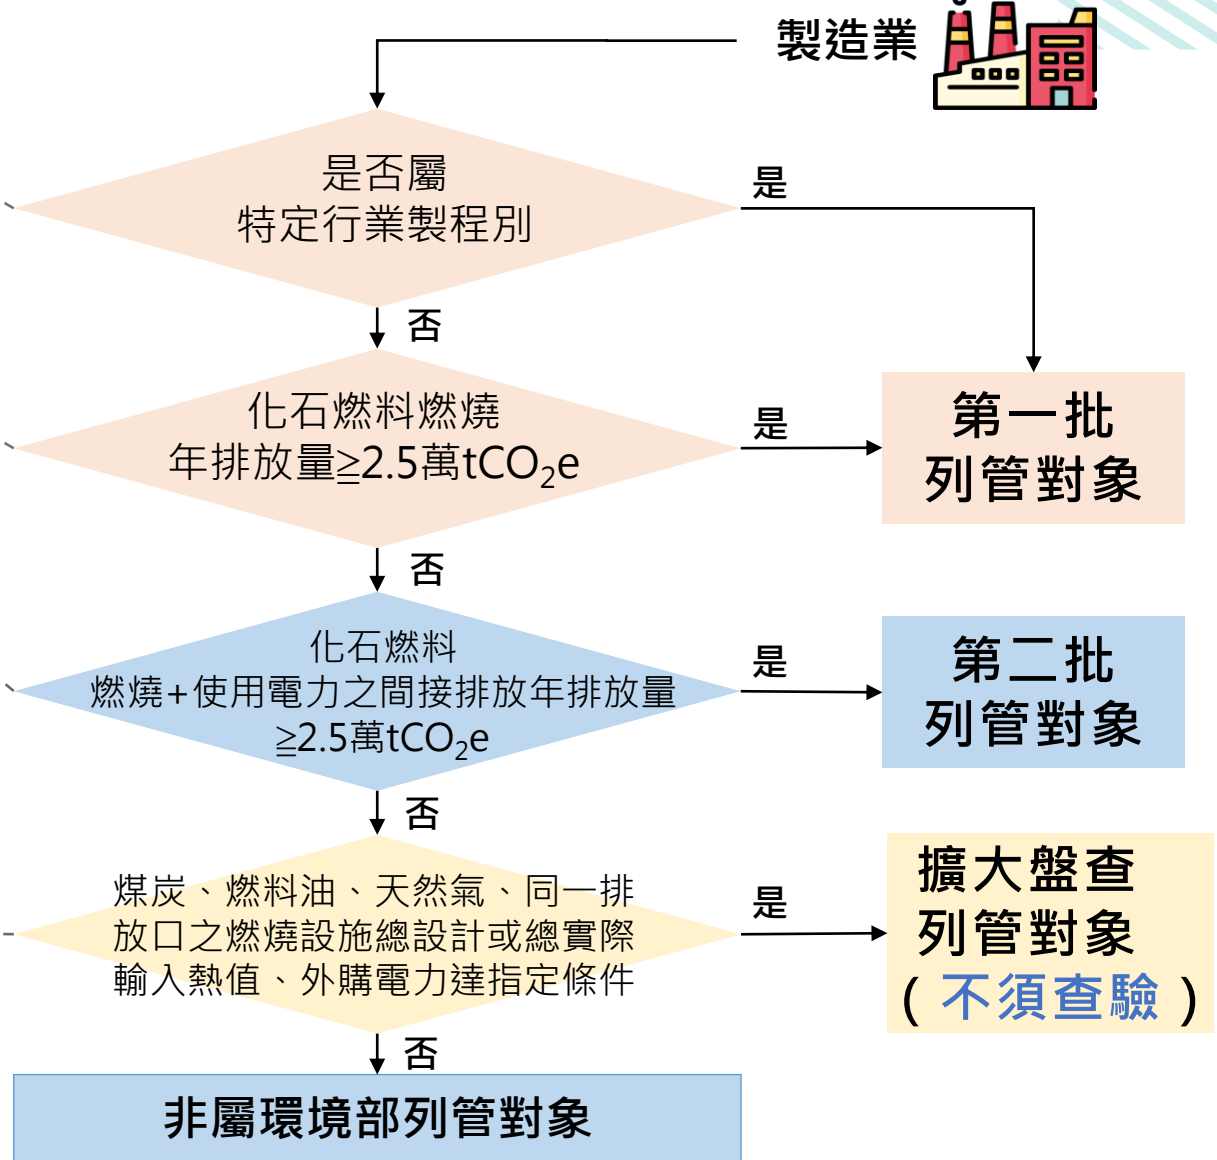 製造業
是否屬
特定行業製程別
是
否
化石燃料燃燒
年排放量≧2.5萬tCO₂e
是
第一批
列管對象
否
化石燃料
燃燒+使用電力之間接排放年排放量
≧2.5萬tCO₂e
是
第二批
列管對象
否
煤炭、燃料油、天然氣、同一排
放口之燃燒設施總設計或總實際
輸入熱值、外購電力達指定條件
是
擴大盤查
列管對象
(不須查驗)
否
非屬環境部列管對象